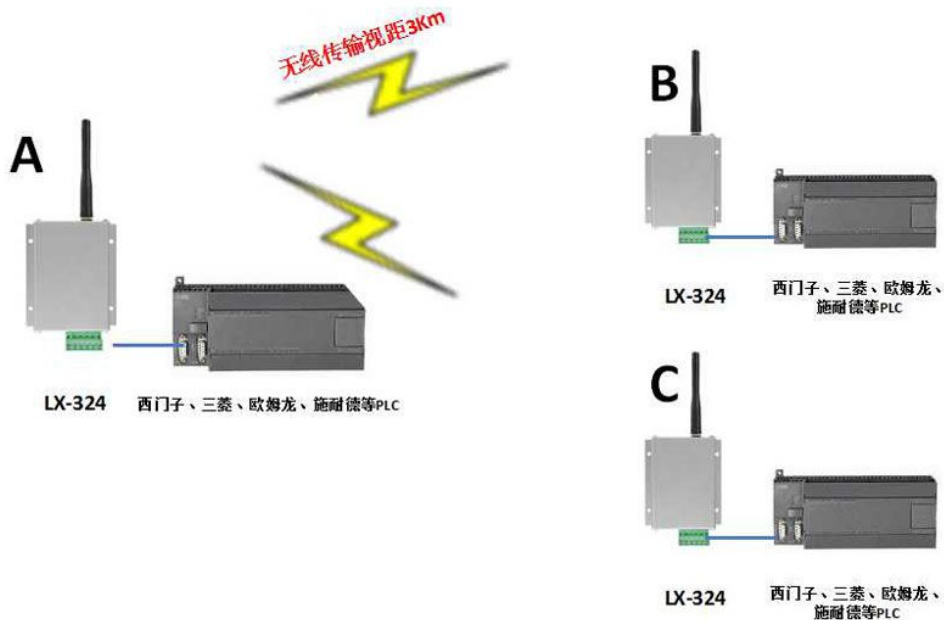 无线传输视距3Km
A
LX-324
西门子、三菱、欧姆龙、施耐德等PLC
B
LX-324
西门子、三菱、欧姆龙、
施耐德等PLC
C
LX-324
西门子、三菱、欧姆龙、
施耐德等PLC